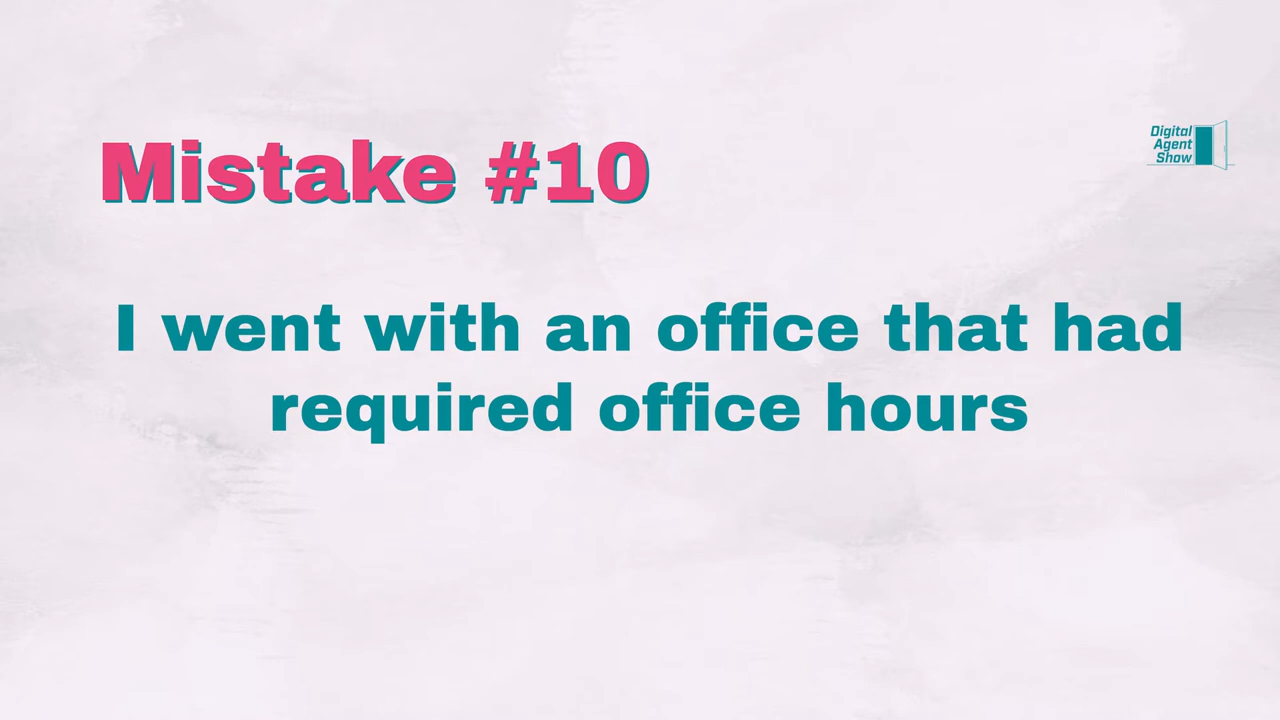 Mistake #10
Digital
Agent
Show
I went with an office that had
required office hours